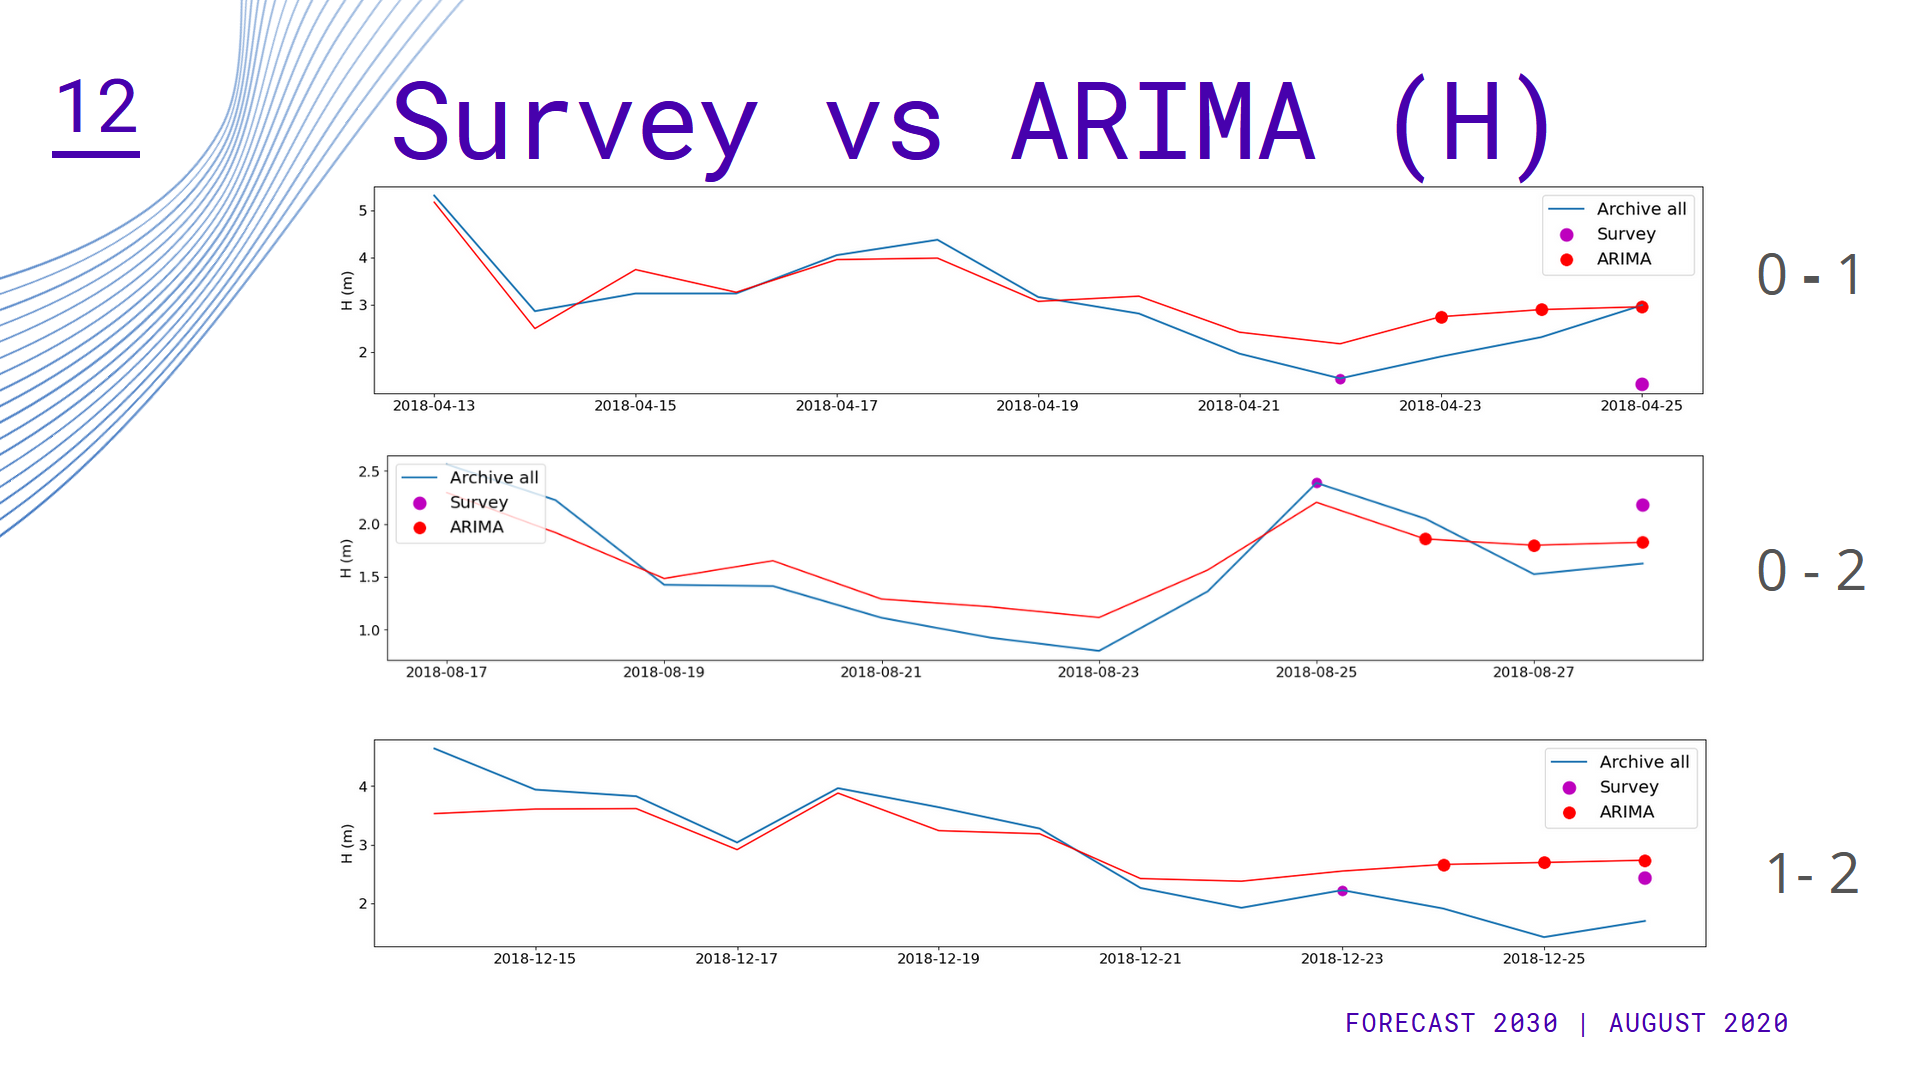 12
Survey vs ARIMA (H)
5
4
3
2
H (m)
Archive all
Survey
ARIMA
2018-04-13 2018-04-15 2018-04-17 2018-04-19 2018-04-21 2018-04-23 2018-04-25
0 - 1
2.5
2.0
1.5
1.0
H (m)
Archive all
Survey
ARIMA
2018-08-17 2018-08-19 2018-08-21 2018-08-23 2018-08-25 2018-08-27
0 - 2
4
3
2
H (m)
Archive all
Survey
ARIMA
2018-12-15 2018-12-17 2018-12-19 2018-12-21 2018-12-23 2018-12-25
1- 2
FORECAST 2030 | AUGUST 2020